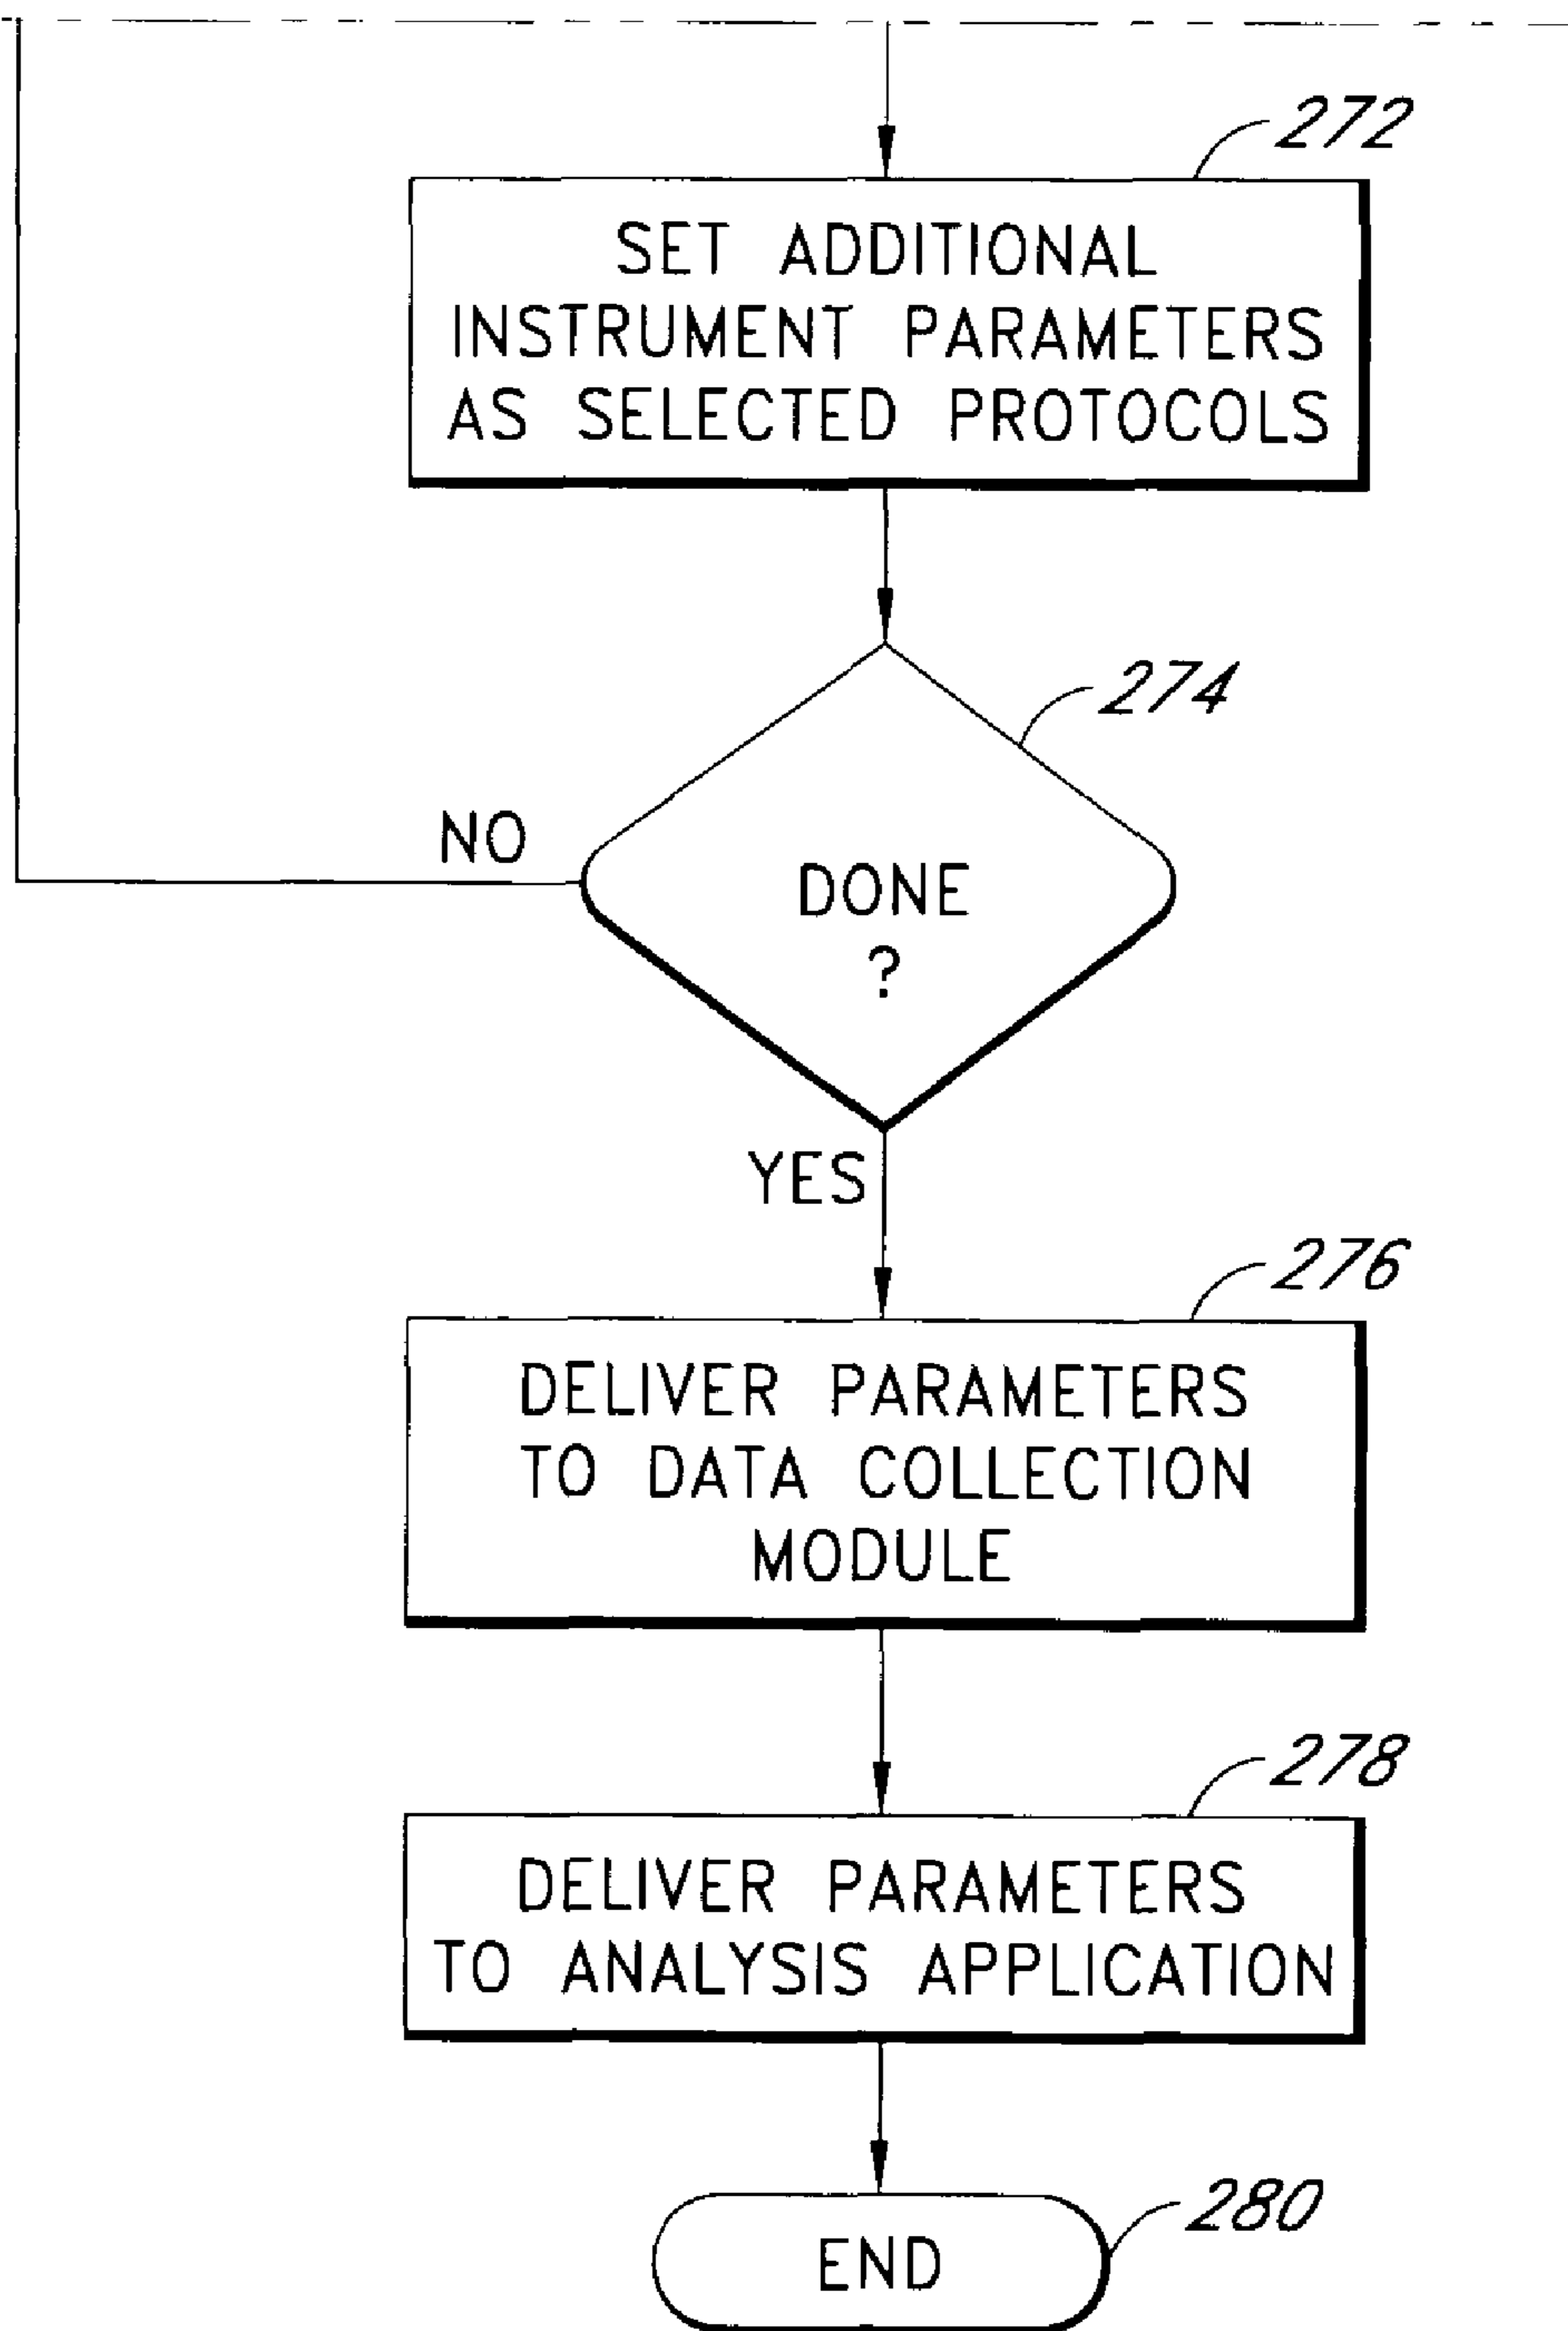 272
SET ADDITIONAL
INSTRUMENT PARAMETERS
AS SELECTED PROTOCOLS
274
NO
DONE
?
YES
276
DELIVER PARAMETERS
TO DATA COLLECTION
MODULE
278
DELIVER PARAMETERS
TO ANALYSIS APPLICATION
280
END